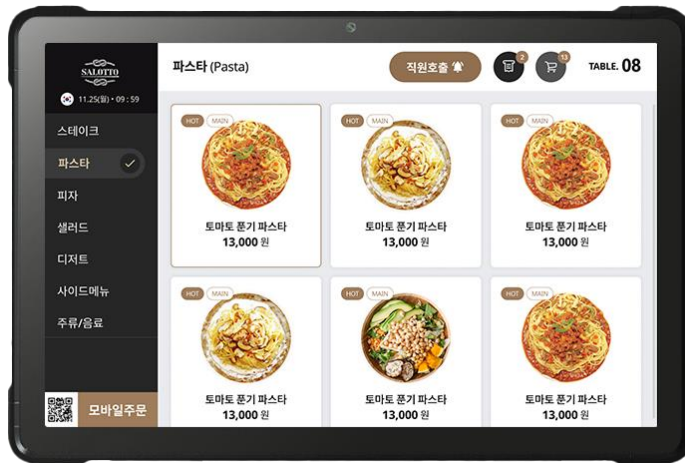 SALOTTO
11.25(월) • 09 : 59
스테이크
파스타
피자
샐러드
디저트
사이드메뉴
주류/음료
모바일주문
파스타 (Pasta)
직원호출
2
13
TABLE. 08
HOT MAIN
토마토 푼기 파스타
13,000 원
HOT MAIN
토마토 푼기 파스타
13,000 원
HOT MAIN
토마토 푼기 파스타
13,000 원
HOT MAIN
토마토 푼기 파스타
13,000 원
HOT MAIN
토마토 푼기 파스타
13,000 원
HOT MAIN
토마토 푼기 파스타
13,000 원